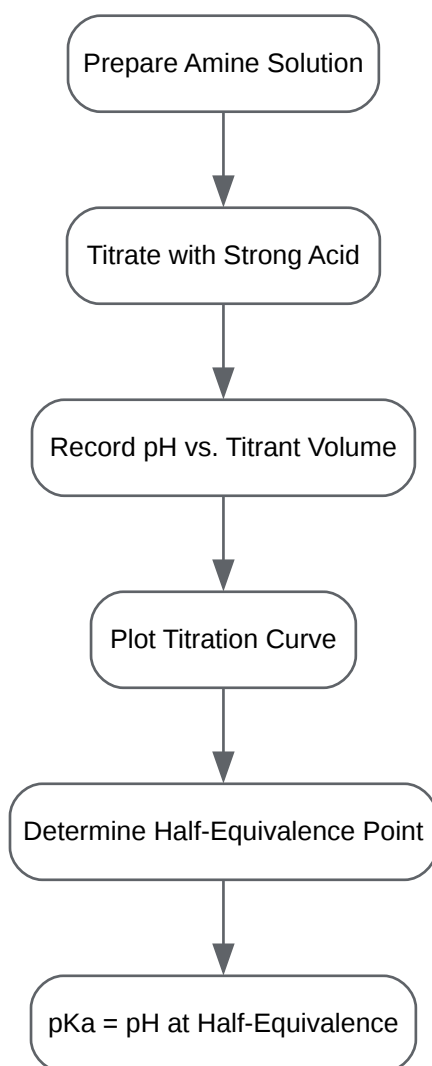 Prepare Amine Solution
Titrate with Strong Acid
Record pH vs. Titrant Volume
Plot Titration Curve
Determine Half-Equivalence Point
pKa = pH at Half-Equivalence